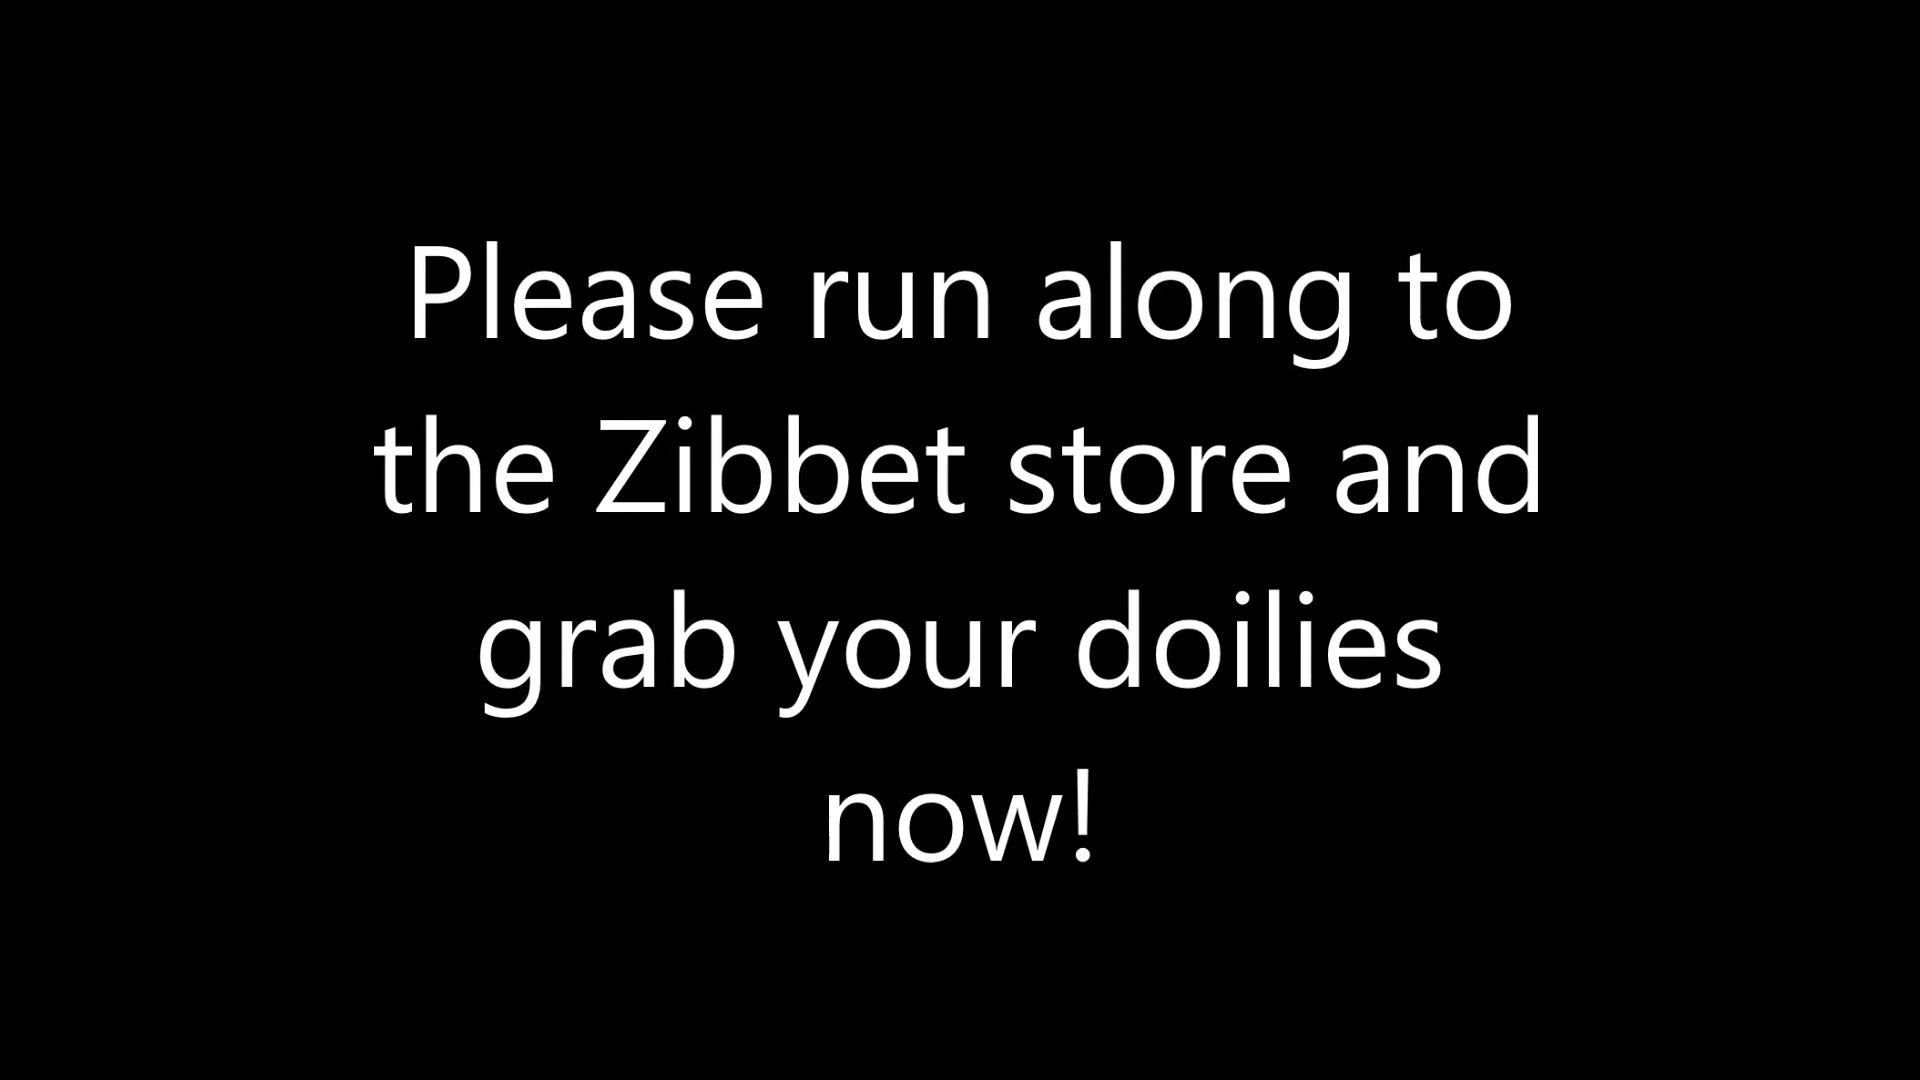 Please run along to
the Zibbet store and
grab your doilies
now!